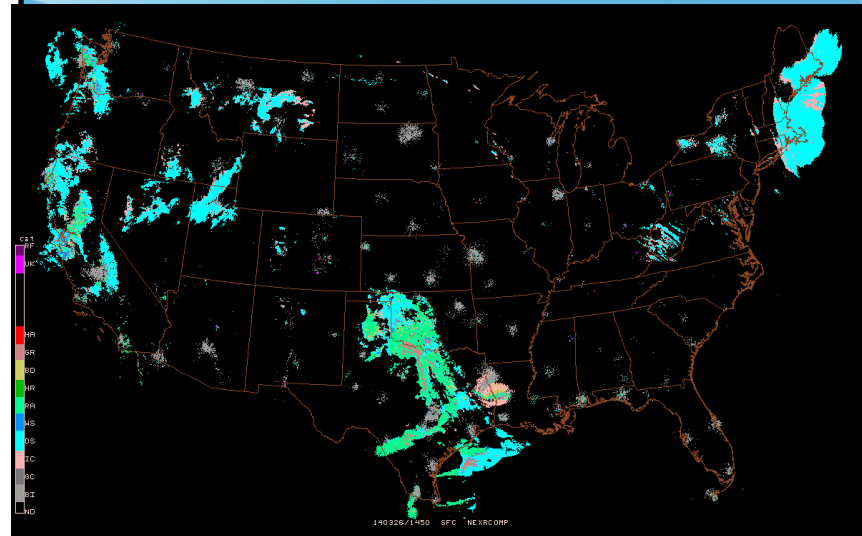 cat
RF
UK
HA
GR
BD
HR
RA
WS
DS
IC
GC
BI
ND
140326/1450 SFC NEXRCOMP